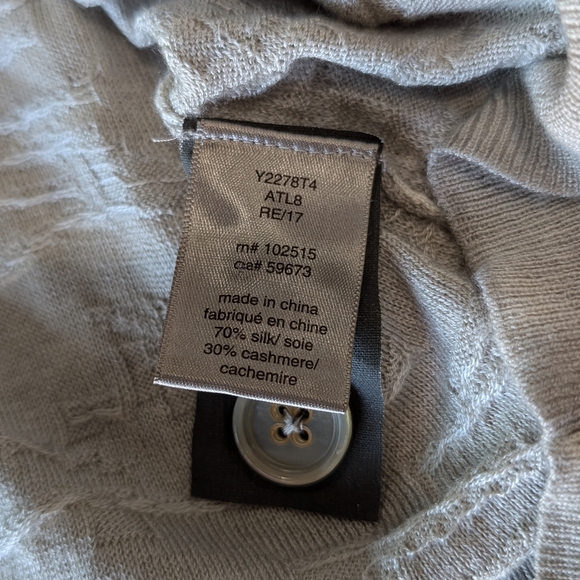 Y2278T4
ATL8
RE/17
rn# 102515
ca# 59673
made in china
fabriqué en chine
70% silk/ soie
30% cashmere/
cachemire